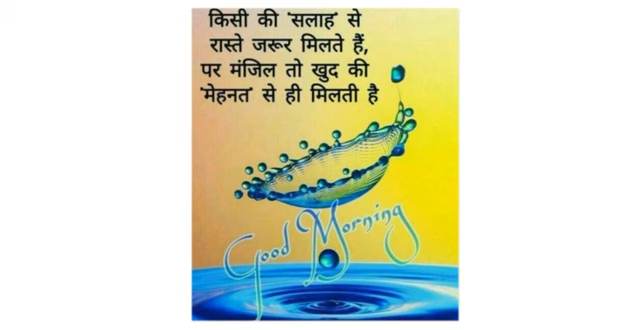 किसी की 'सलाह' से
रास्ते जरूर मिलते हैं,
पर मंजिल तो खुद की
'मेहनत' से ही मिलती है
Good Morning